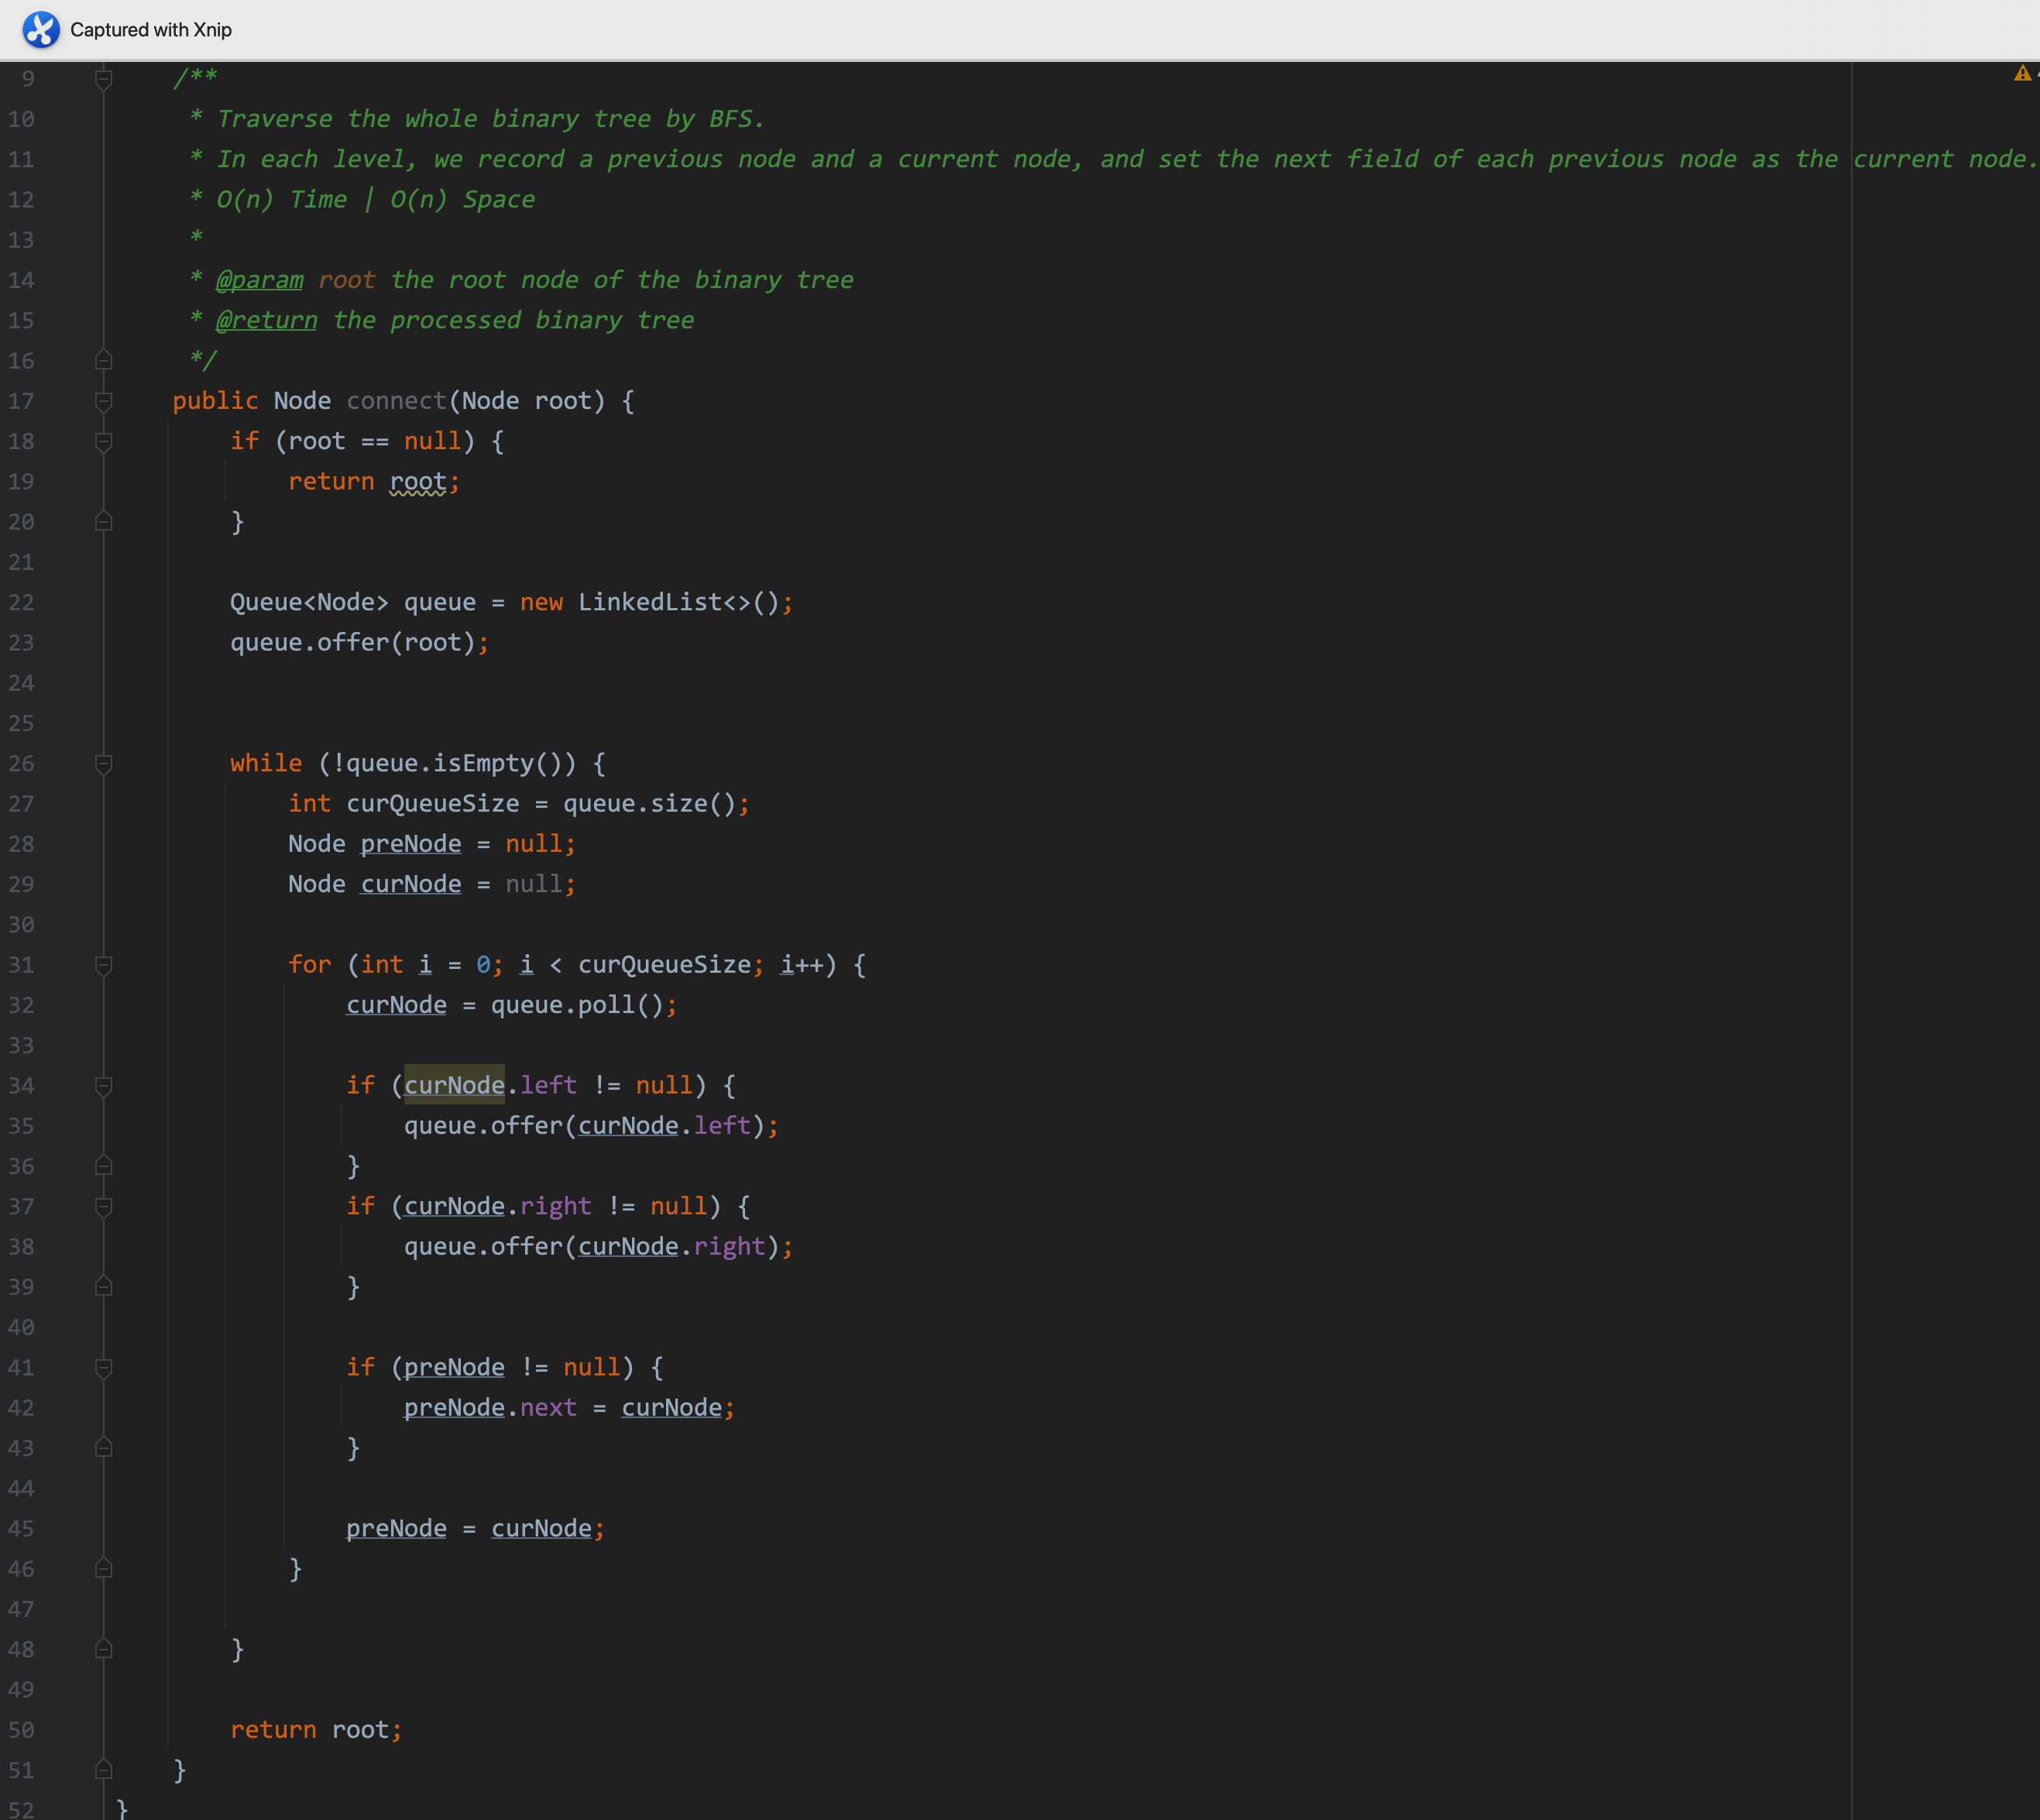 Captured with Xnip
9 /**
10 * Traverse the whole binary tree by BFS.
11 * In each level, we record a previous node and a current node, and set the next field of each previous node as the current node.
12 * O(n) Time | O(n) Space
13 *
14 * @param root the root node of the binary tree
15 * @return the processed binary tree
16 */
17 public Node connect(Node root) {
18 if (root == null) {
19 return root;
20 }
21
22 Queue<Node> queue = new LinkedList<>();
23 queue.offer(root);
24
25
26 while (!queue.isEmpty()) {
27 int curQueueSize = queue.size();
28 Node preNode = null;
29 Node curNode = null;
30
31 for (int i = 0; i < curQueueSize; i++) {
32 curNode = queue.poll();
33
34 if (curNode.left != null) {
35 queue.offer(curNode.left);
36 }
37 if (curNode.right != null) {
38 queue.offer(curNode.right);
39 }
40
41 if (preNode != null) {
42 preNode.next = curNode;
43 }
44
45 preNode = curNode;
46 }
47
48 }
49
50 return root;
51 }
52 }